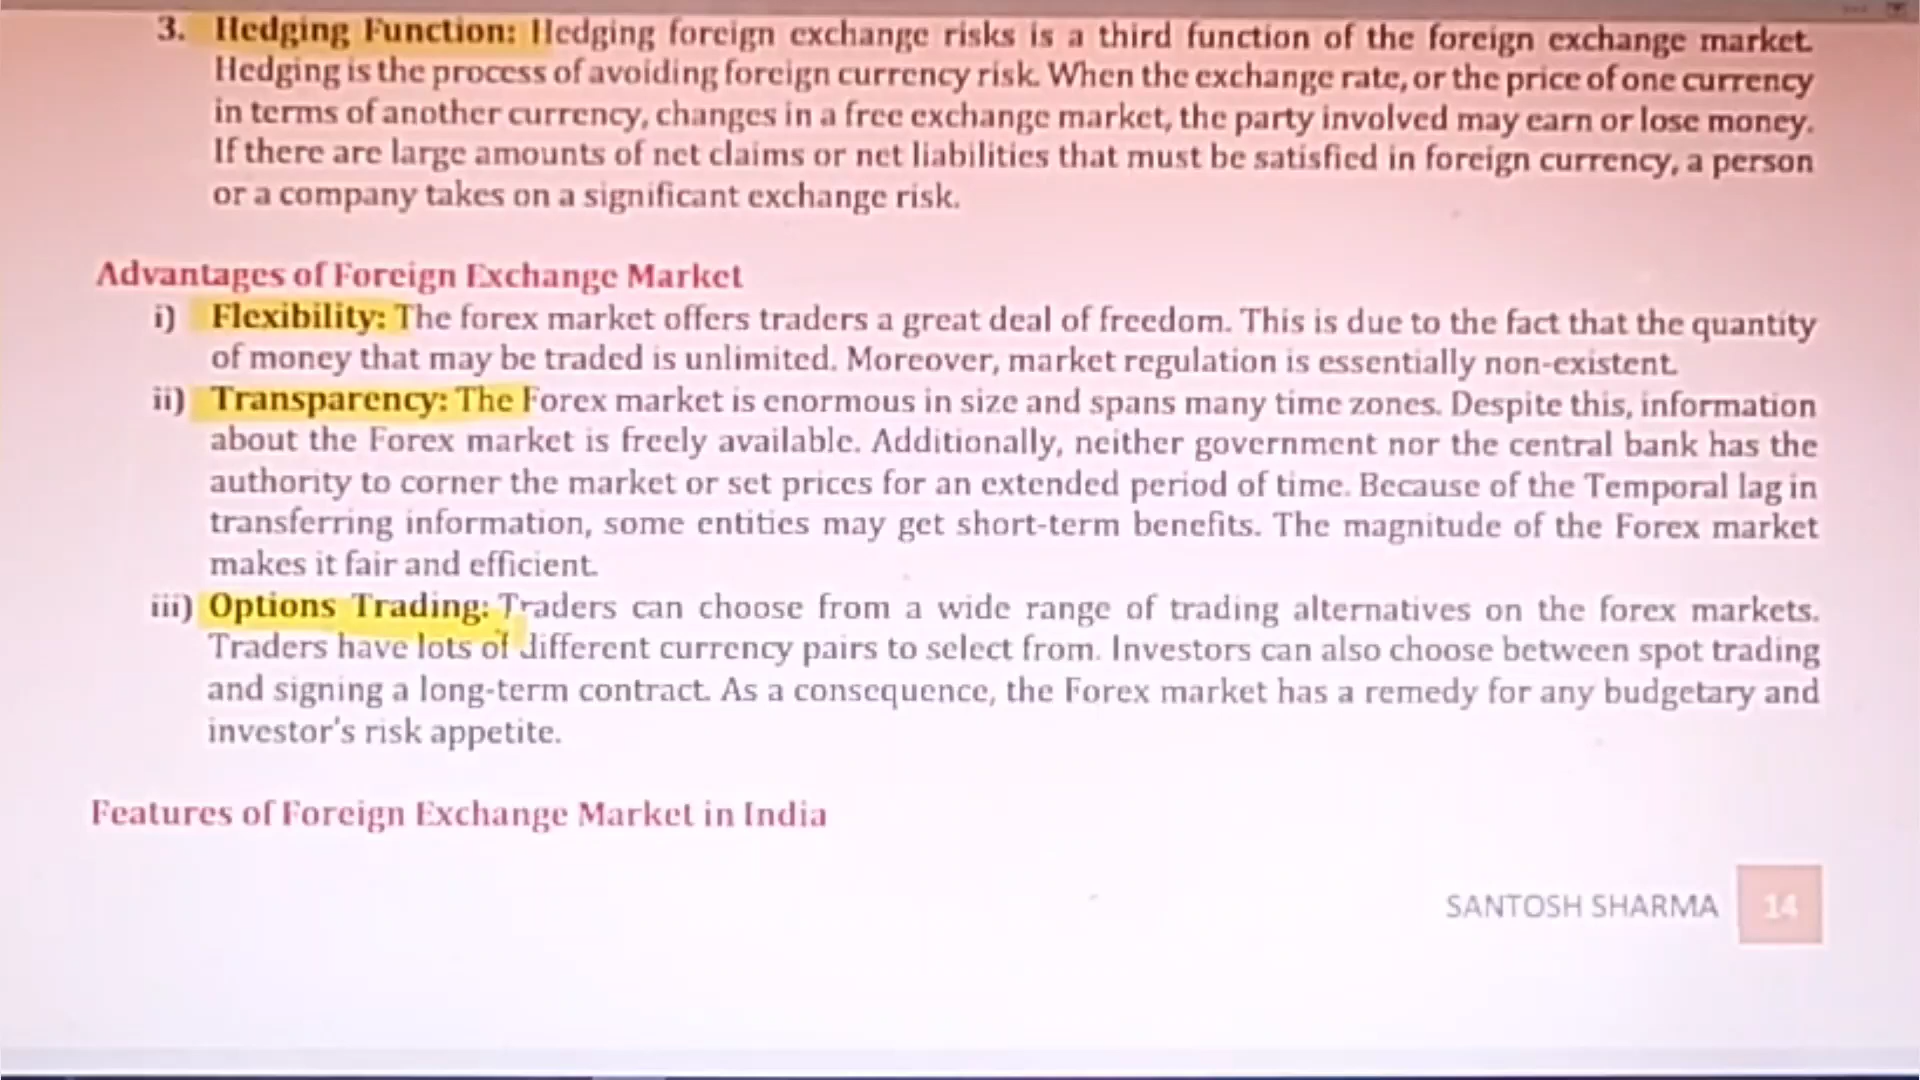 3. Hedging Function: Hedging foreign exchange risks is a third function of the foreign exchange market.
Hedging is the process of avoiding foreign currency risk. When the exchange rate, or the price of one currency
in terms of another currency, changes in a free exchange market, the party involved may earn or lose money.
If there are large amounts of net claims or net liabilities that must be satisfied in foreign currency, a person
or a company takes on a significant exchange risk.
Advantages of Foreign Exchange Market
i) Flexibility: The forex market offers traders a great deal of freedom. This is due to the fact that the quantity
of money that may be traded is unlimited. Moreover, market regulation is essentially non-existent.
ii) Transparency: The Forex market is enormous in size and spans many time zones. Despite this, information
about the Forex market is freely available. Additionally, neither government nor the central bank has the
authority to corner the market or set prices for an extended period of time. Because of the Temporal lag in
transferring information, some entities may get short-term benefits. The magnitude of the Forex market
makes it fair and efficient.
iii) Options Trading: Traders can choose from a wide range of trading alternatives on the forex markets.
Traders have lots of different currency pairs to select from. Investors can also choose between spot trading
and signing a long-term contract. As a consequence, the Forex market has a remedy for any budgetary and
investor's risk appetite.
Features of Foreign Exchange Market in India
SANTOSH SHARMA 14